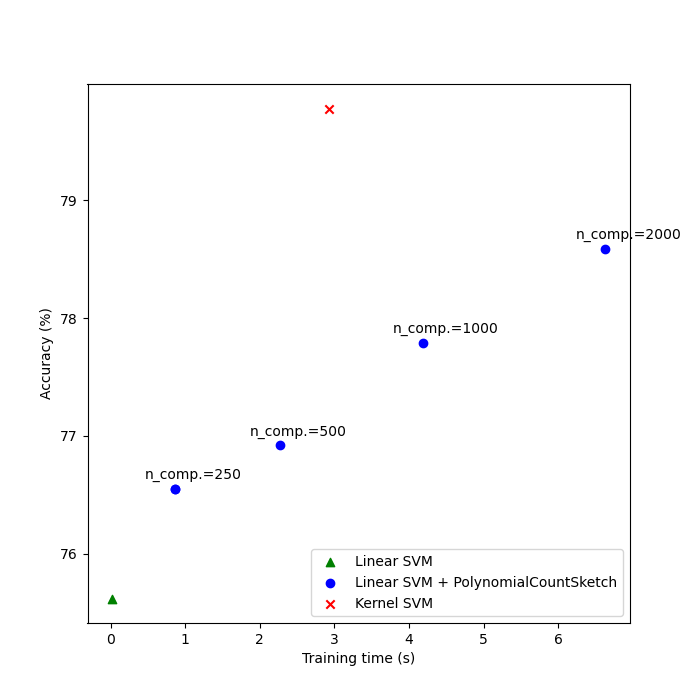 79
78
77
76
Accuracy (%)
n_comp.=2000
n_comp.=1000
n_comp.=500
n_comp.=250
Linear SVM
Linear SVM + PolynomialCountSketch
Kernel SVM
0 1 2 3 4 5 6
Training time (s)